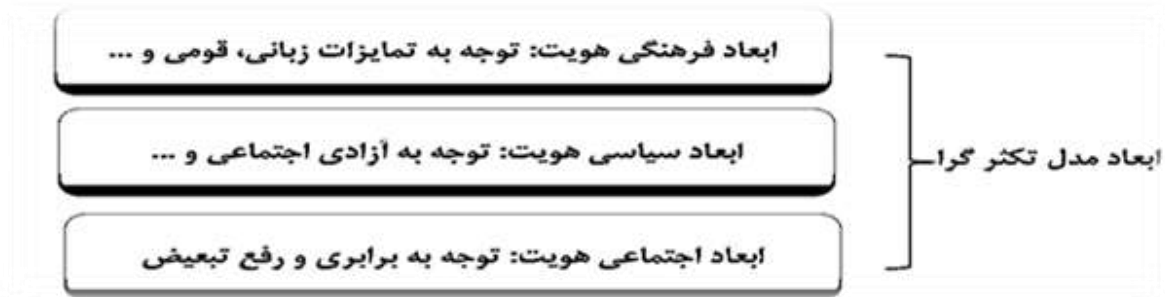 ابعاد فرهنگی هویت: توجه به تمایزات زبانی، قومی و ...
ابعاد سیاسی هویت: توجه به آزادی اجتماعی و ...
ابعاد مدل تکثر گرا
ابعاد اجتماعی هویت: توجه به برابری و رفع تبعیض